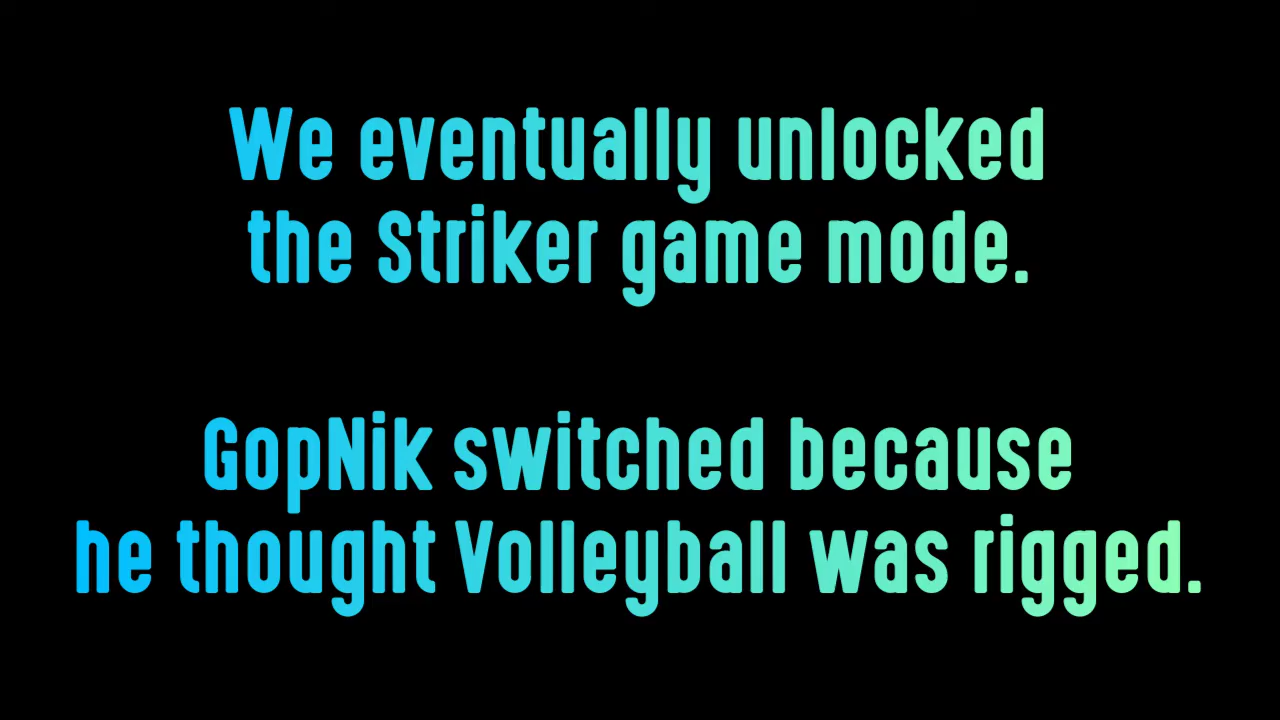 We eventually unlocked
the Striker game mode.
GopNik switched because
he thought Volleyball was rigged.